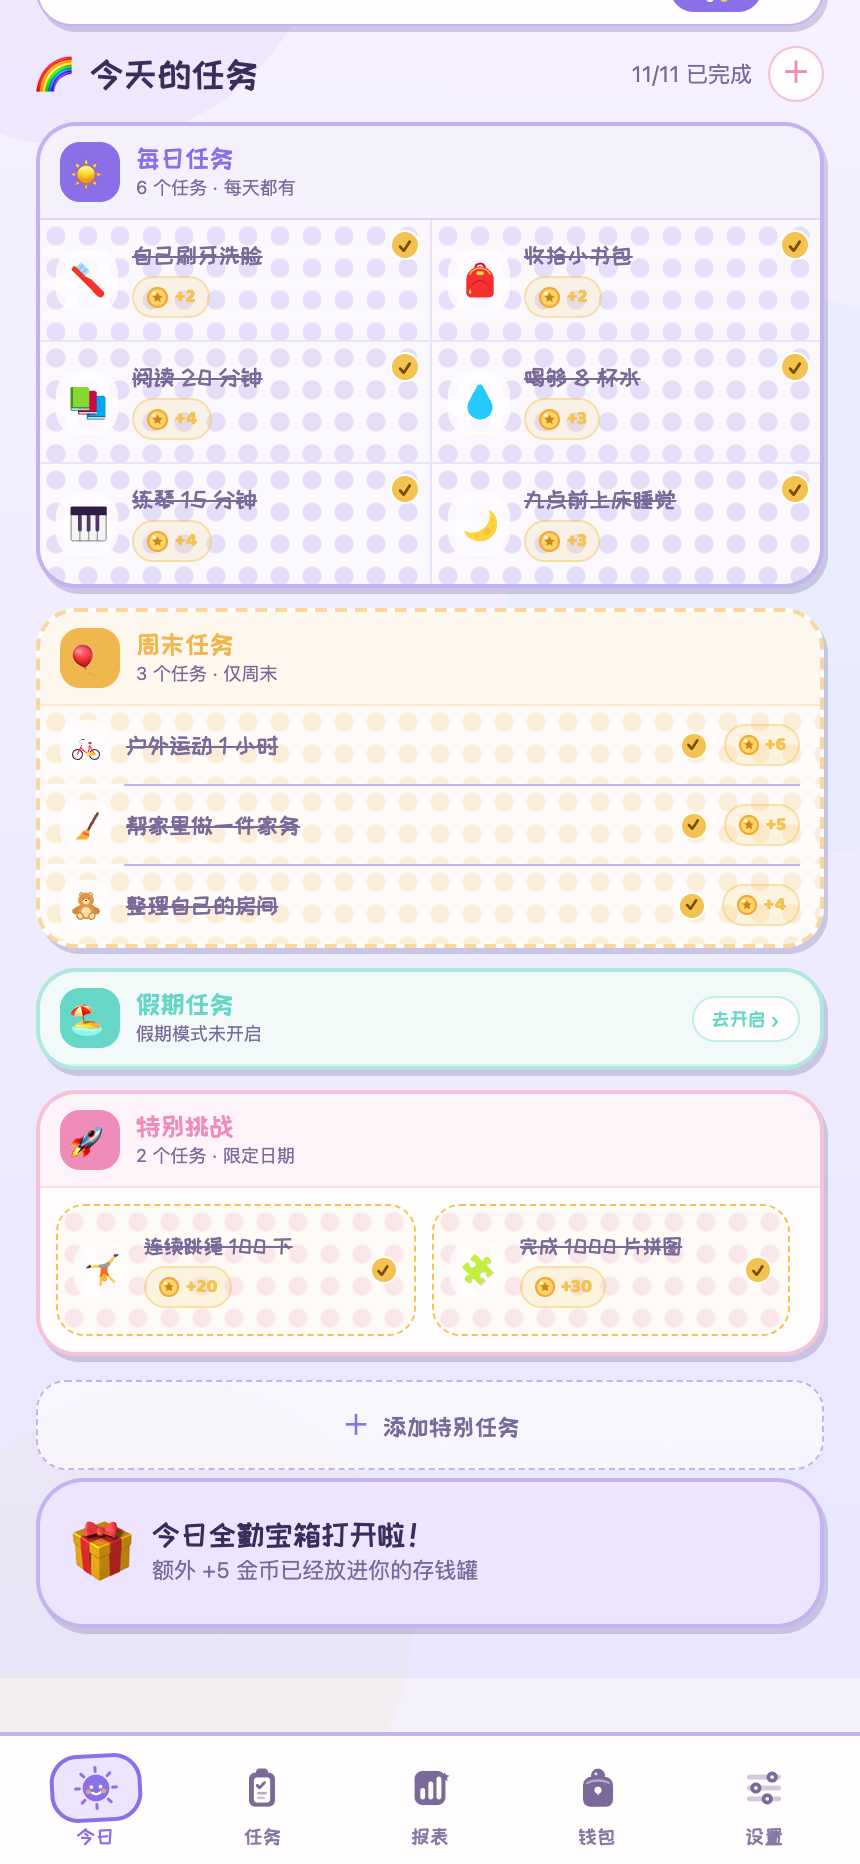 今天的任务
11/11 已完成
每日任务
6 个任务 · 每天都有
自己刷牙洗脸
+2
收拾小书包
+2
阅读 20 分钟
+4
喝够 8 杯水
+3
练琴 15 分钟
+4
九点前上床睡觉
+3
周末任务
3 个任务 · 仅周末
户外运动 1 小时
+6
帮家里做一件家务
+5
整理自己的房间
+4
假期任务
假期模式未开启
去开启 ›
特别挑战
2 个任务 · 限定日期
连续跳绳 100 下
+20
完成 1000 片拼图
+30
+ 添加特别任务
今日全勤宝箱打开啦！
额外 +5 金币已经放进你的存钱罐
今日
任务
报表
钱包
设置